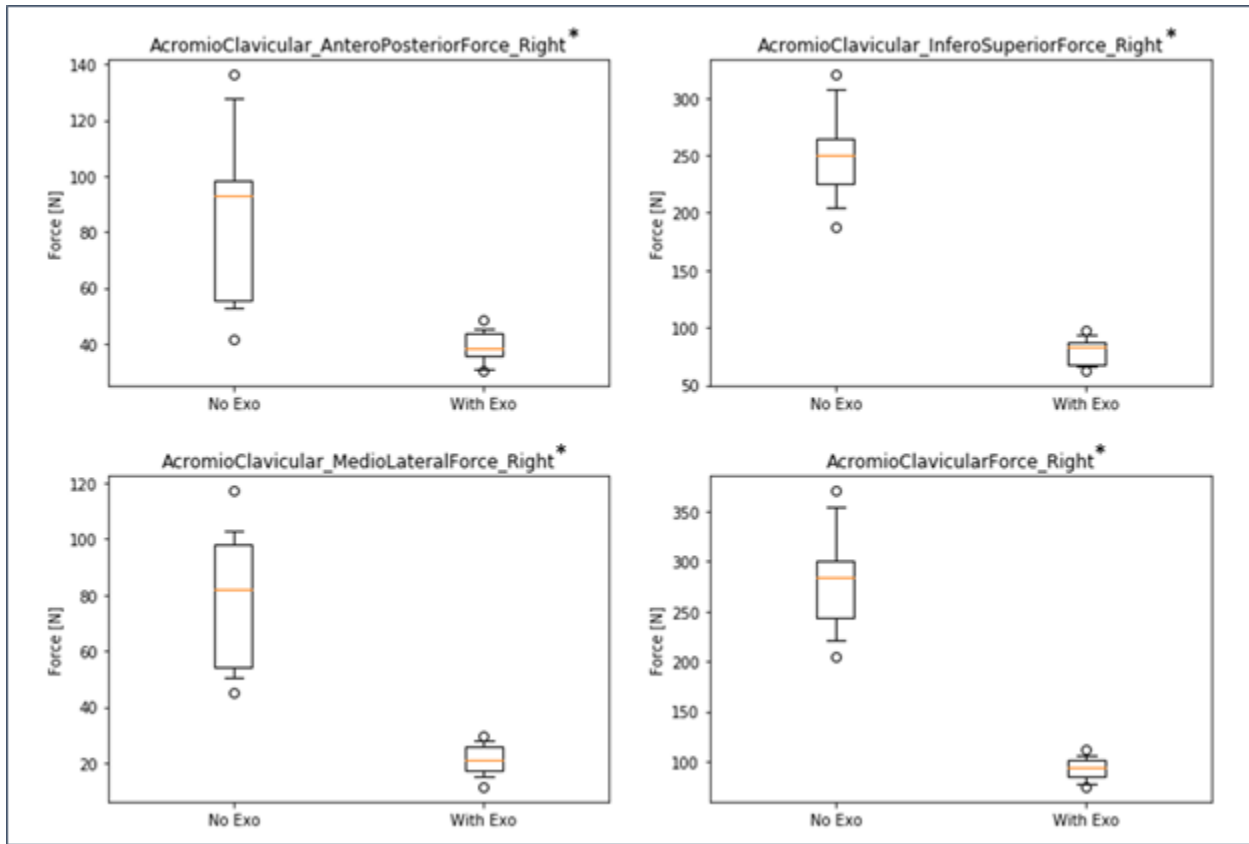 AcromioClavicular_AnteroPosteriorForce_Right*
Force [N]
140
120
100
80
60
40
No Exo
With Exo
AcromioClavicular_InferoSuperiorForce_Right*
Force [N]
300
250
200
150
100
50
No Exo
With Exo
AcromioClavicular_MedioLateralForce_Right*
Force [N]
120
100
80
60
40
20
No Exo
With Exo
AcromioClavicularForce_Right*
Force [N]
350
300
250
200
150
100
No Exo
With Exo